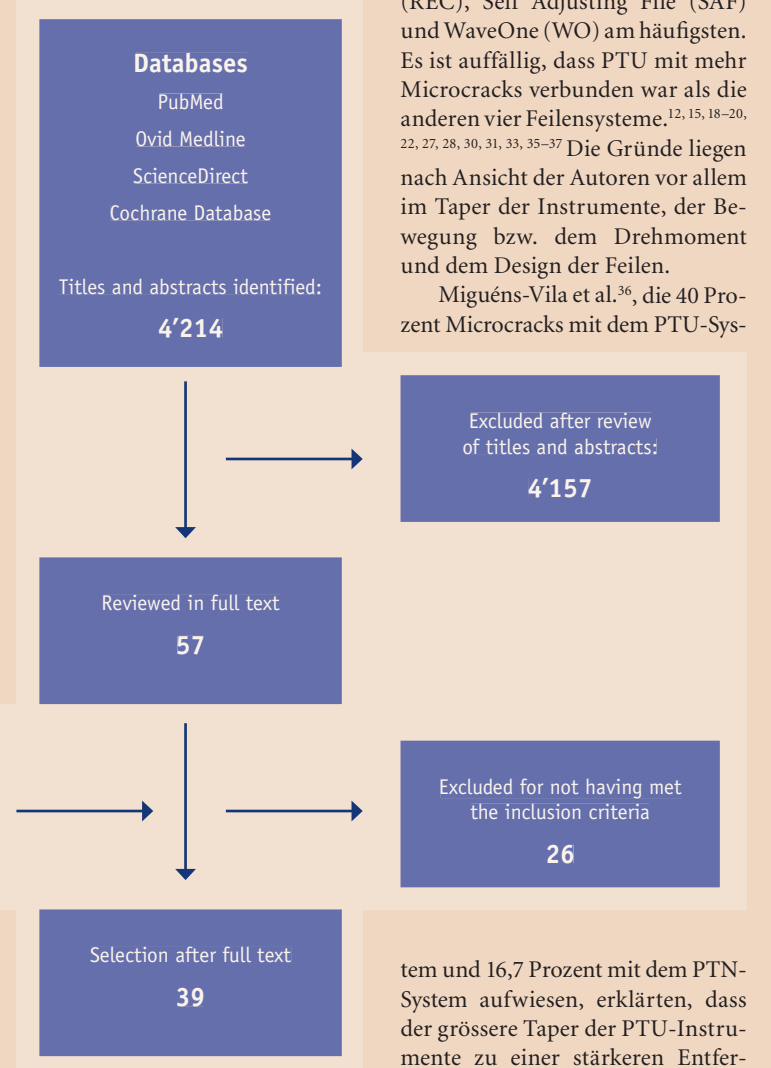 Databases
PubMed
Ovid Medline
ScienceDirect
Cochrane Database
Titles and abstracts identified:
4’214
Excluded after review
of titles and abstracts:
4’157
Reviewed in full text
57
Excluded for not having met
the inclusion criteria
26
Selection after full text
39
(REC), Self Adjusting File (SAF)
und WaveOne (WO) am häufigsten.
Es ist auffällig, dass PTU mit mehr
Microcracks verbunden war als die
anderen vier Feilensysteme.12, 15, 18–20,
22, 27, 28, 30, 31, 33, 35–37 Die Gründe liegen
nach Ansicht der Autoren vor allem
im Taper der Instrumente, der Be-
wegung bzw. dem Drehmoment
und dem Design der Feilen.
Miguéns-Vila et al.36, die 40 Pro-
zent Microcracks mit dem PTU-Sys-
tem und 16,7 Prozent mit dem PTN-
System aufwiesen, erklärten, dass
der grössere Taper der PTU-Instru-
mente zu einer stärkeren Entfer-